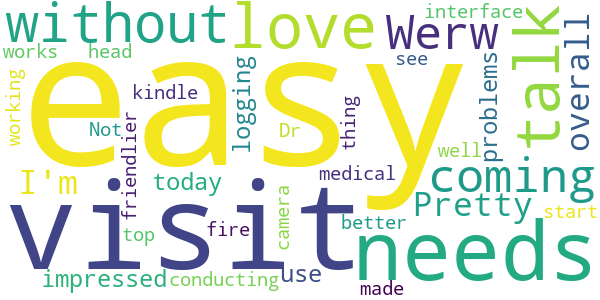 without love werw interface
works head see talk overall
easy
working Not kindle logging Dr thing problems
friendlier medical well coming
I'm today Pretty start
visit needs
top fire camera better
impressed conducting use made